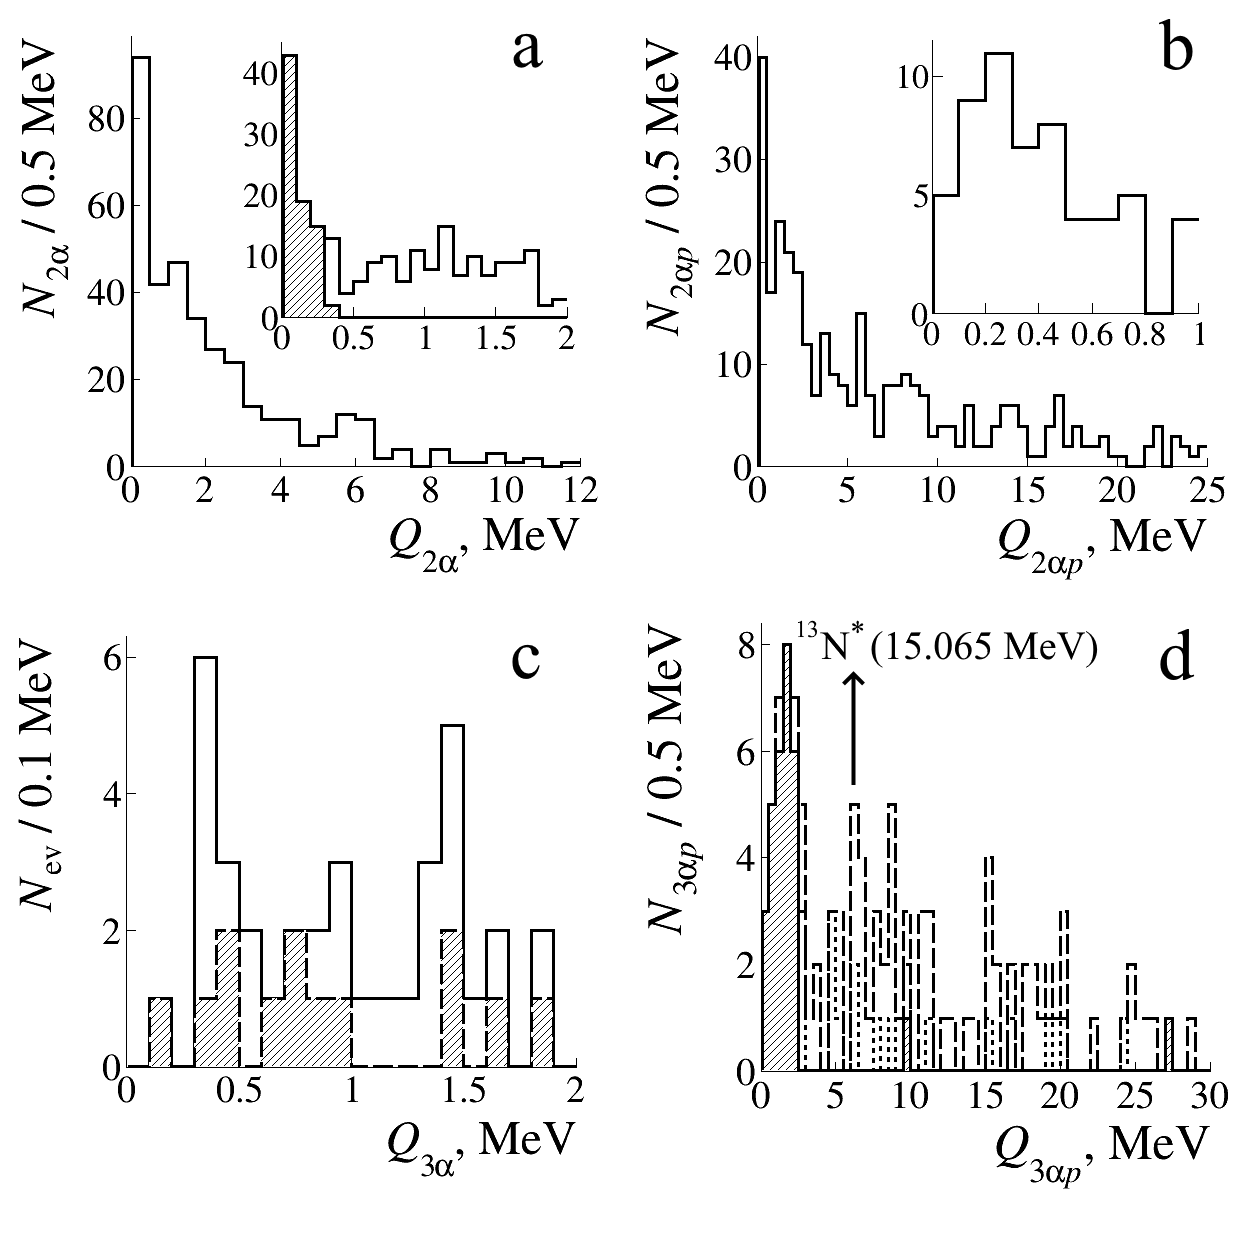 a
N2α / 0.5 MeV
80
60
40
20
0
0 2 4 6 8 10 12
Q2α, MeV
40
30
20
10
0
0 0.5 1 1.5 2
b
N2αp / 0.5 MeV
40
30
20
10
0
0 5 10 15 20 25
Q2αp, MeV
10
5
0
0 0.2 0.4 0.6 0.8 1
c
Nev / 0.1 MeV
6
4
2
0
0 0.5 1 1.5 2
Q3α, MeV
d
13N* (15.065 MeV)
N3αp / 0.5 MeV
8
6
4
2
0
0 5 10 15 20 25 30
Q3αp, MeV